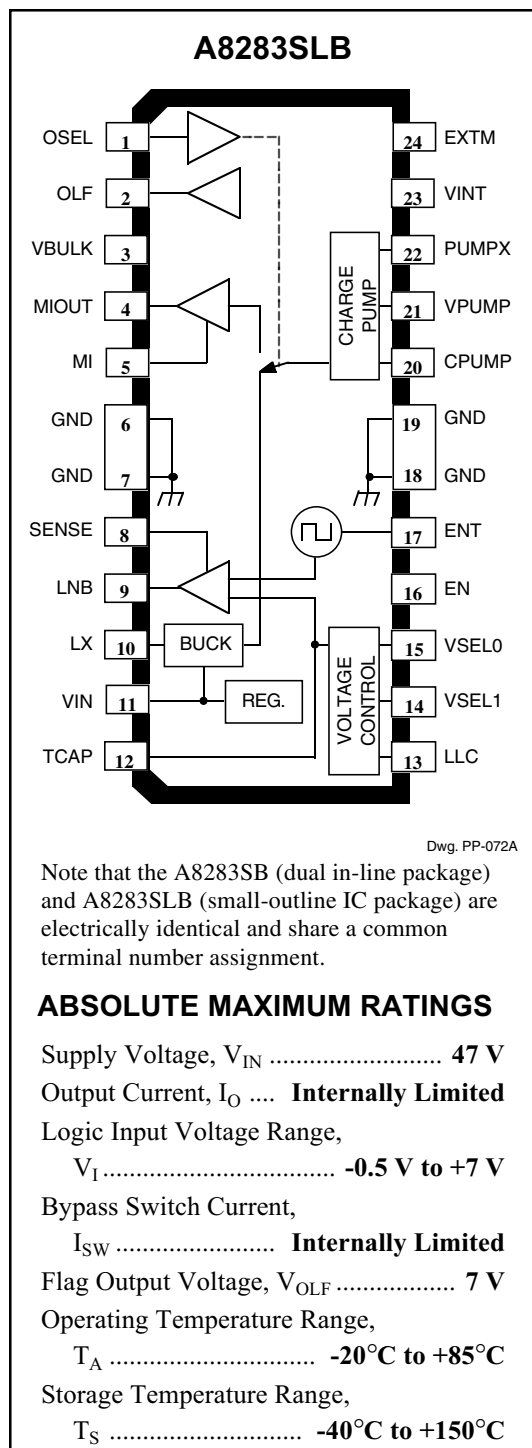 A8283SLB
OSEL 1
OLF 2
VBULK 3
MIOUT 4
MI 5
GND 6
GND 7
SENSE 8
LNB 9
LX 10
VIN 11
TCAP 12
24 EXTM
23 VINT
22 PUMPX
21 VPUMP
20 CPUMP
19 GND
18 GND
17 ENT
16 EN
15 VSEL0
14 VSEL1
13 LLC
CHARGE
PUMP
BUCK
REG.
VOLTAGE
CONTROL
Dwg. PP-072A
Note that the A8283SB (dual in-line package)
and A8283SLB (small-outline IC package) are
electrically identical and share a common
terminal number assignment.
ABSOLUTE MAXIMUM RATINGS
Supply Voltage, VIN .......................... 47 V
Output Current, IO .... Internally Limited
Logic Input Voltage Range,
VI ................................... -0.5 V to +7 V
Bypass Switch Current,
ISW ........................ Internally Limited
Flag Output Voltage, VOLF .................. 7 V
Operating Temperature Range,
TA ............................... -20°C to +85°C
Storage Temperature Range,
TS ............................ -40°C to +150°C